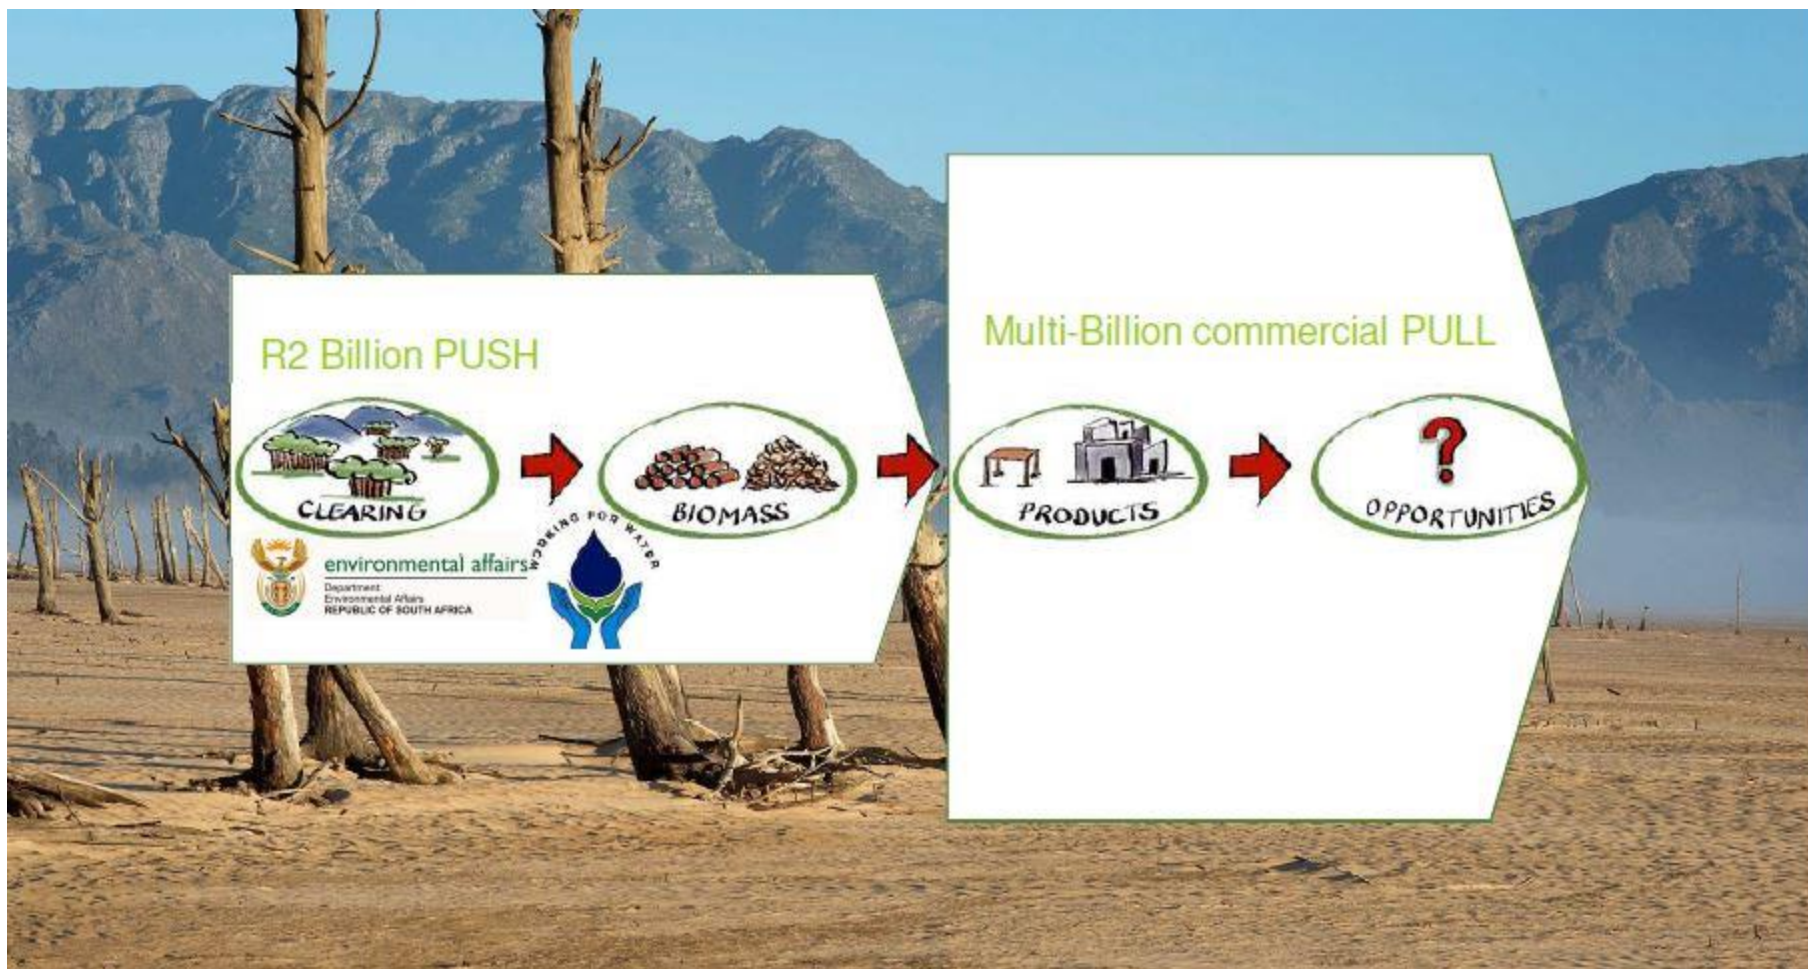 R2 Billion PUSH
Multi-Billion commercial PULL
CLEARING
BIOMASS
PRODUCTS
OPPORTUNITIES
environmental affairs
Department:
Environmental Affairs
REPUBLIC OF SOUTH AFRICA
WORKING FOR WATER